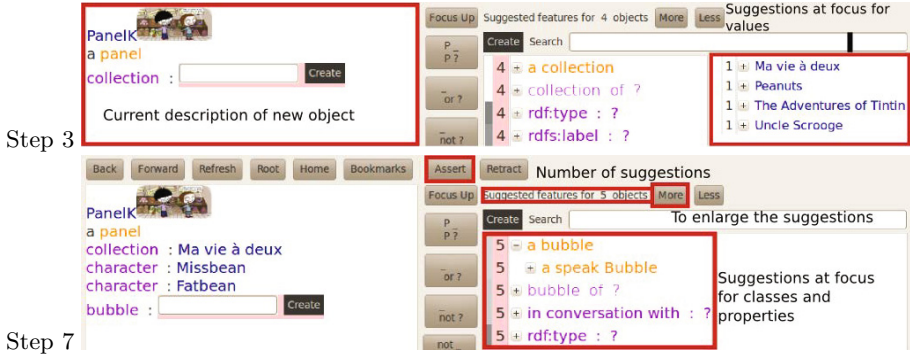 PanelK
a panel
collection : Create
Current description of new object
Step 3
Focus Up Suggested features for 4 objects More Less
Suggestions at focus for
values
P _
P ?
_
or ?
_
not ?
Create Search
4 + a collection
4 + collection of ?
4 + rdf:type : ?
4 + rdfs:label : ?
1 + Ma vie à deux
1 + Peanuts
1 + The Adventures of Tintin
1 + Uncle Scrooge
Back Forward Refresh Root Home Bookmarks
Assert Retract Number of suggestions
PanelK
a panel
collection : Ma vie à deux
character : Missbean
character : Fatbean
bubble : Create
Step 7
Focus Up Suggested features for 5 objects More Less
P _
P ?
_
or ?
_
not ?
not _
Create Search To enlarge the suggestions
5 − a bubble
+ a speak Bubble
5 + bubble of ?
5 + in conversation with : ?
5 + rdf:type : ?
Suggestions at focus
for classes and
properties